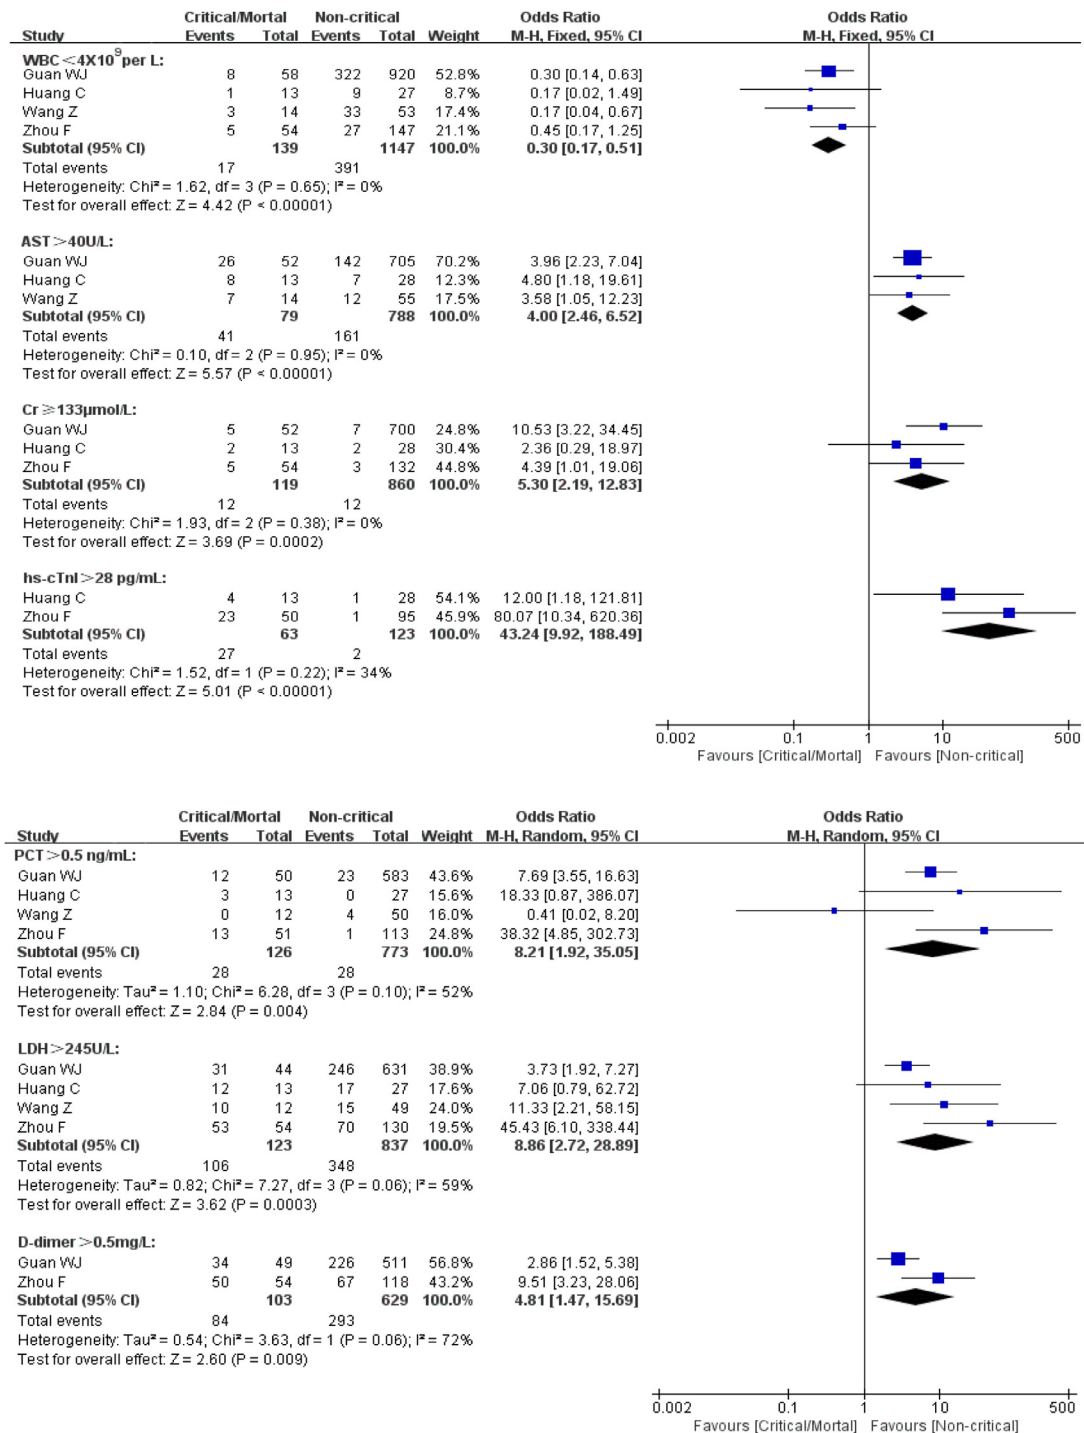 Critical/Mortal Non-critical Odds Ratio Odds Ratio
Study Events Total Events Total Weight M-H, Fixed, 95% CI M-H, Fixed, 95% CI
WBC<4X10⁹per L:
Guan WJ 8 58 322 920 52.8% 0.30 [0.14, 0.63]
Huang C 1 13 9 27 8.7% 0.17 [0.02, 1.49]
Wang Z 3 14 33 53 17.4% 0.17 [0.04, 0.67]
Zhou F 5 54 27 147 21.1% 0.45 [0.17, 1.25]
Subtotal (95% CI) 139 1147 100.0% 0.30 [0.17, 0.51]
Total events 17 391
Heterogeneity: Chi² = 1.62, df = 3 (P = 0.65); I² = 0%
Test for overall effect: Z = 4.42 (P < 0.00001)
AST>40U/L:
Guan WJ 26 52 142 705 70.2% 3.96 [2.23, 7.04]
Huang C 8 13 7 28 12.3% 4.80 [1.18, 19.61]
Wang Z 7 14 12 55 17.5% 3.58 [1.05, 12.23]
Subtotal (95% CI) 79 788 100.0% 4.00 [2.46, 6.52]
Total events 41 161
Heterogeneity: Chi² = 0.10, df = 2 (P = 0.95); I² = 0%
Test for overall effect: Z = 5.57 (P < 0.00001)
Cr≥133μmol/L:
Guan WJ 5 52 7 700 24.8% 10.53 [3.22, 34.45]
Huang C 2 13 2 28 30.4% 2.36 [0.29, 18.97]
Zhou F 5 54 3 132 44.8% 4.39 [1.01, 19.06]
Subtotal (95% CI) 119 860 100.0% 5.30 [2.19, 12.83]
Total events 12 12
Heterogeneity: Chi² = 1.93, df = 2 (P = 0.38); I² = 0%
Test for overall effect: Z = 3.69 (P = 0.0002)
hs-cTnI>28 pg/mL:
Huang C 4 13 1 28 54.1% 12.00 [1.18, 121.81]
Zhou F 23 50 1 95 45.9% 80.07 [10.34, 620.36]
Subtotal (95% CI) 63 123 100.0% 43.24 [9.92, 188.49]
Total events 27 2
Heterogeneity: Chi² = 1.52, df = 1 (P = 0.22); I² = 34%
Test for overall effect: Z = 5.01 (P < 0.00001)
0.002 0.1 1 10 500
Favours [Critical/Mortal] Favours [Non-critical]
Critical/Mortal Non-critical Odds Ratio Odds Ratio
Study Events Total Events Total Weight M-H, Random, 95% CI M-H, Random, 95% CI
PCT>0.5 ng/mL:
Guan WJ 12 50 23 583 43.6% 7.69 [3.55, 16.63]
Huang C 3 13 0 27 15.6% 18.33 [0.87, 386.07]
Wang Z 0 12 4 50 16.0% 0.41 [0.02, 8.20]
Zhou F 13 51 1 113 24.8% 38.32 [4.85, 302.73]
Subtotal (95% CI) 126 773 100.0% 8.21 [1.92, 35.05]
Total events 28 28
Heterogeneity: Tau² = 1.10; Chi² = 6.28, df = 3 (P = 0.10); I² = 52%
Test for overall effect: Z = 2.84 (P = 0.004)
LDH>245U/L:
Guan WJ 31 44 246 631 38.9% 3.73 [1.92, 7.27]
Huang C 12 13 17 27 17.6% 7.06 [0.79, 62.72]
Wang Z 10 12 15 49 24.0% 11.33 [2.21, 58.15]
Zhou F 53 54 70 130 19.5% 45.43 [6.10, 338.44]
Subtotal (95% CI) 123 837 100.0% 8.86 [2.72, 28.89]
Total events 106 348
Heterogeneity: Tau² = 0.82; Chi² = 7.27, df = 3 (P = 0.06); I² = 59%
Test for overall effect: Z = 3.62 (P = 0.0003)
D-dimer>0.5mg/L:
Guan WJ 34 49 226 511 56.8% 2.86 [1.52, 5.38]
Zhou F 50 54 67 118 43.2% 9.51 [3.23, 28.06]
Subtotal (95% CI) 103 629 100.0% 4.81 [1.47, 15.69]
Total events 84 293
Heterogeneity: Tau² = 0.54; Chi² = 3.63, df = 1 (P = 0.06); I² = 72%
Test for overall effect: Z = 2.60 (P = 0.009)
0.002 0.1 1 10 500
Favours [Critical/Mortal] Favours [Non-critical]